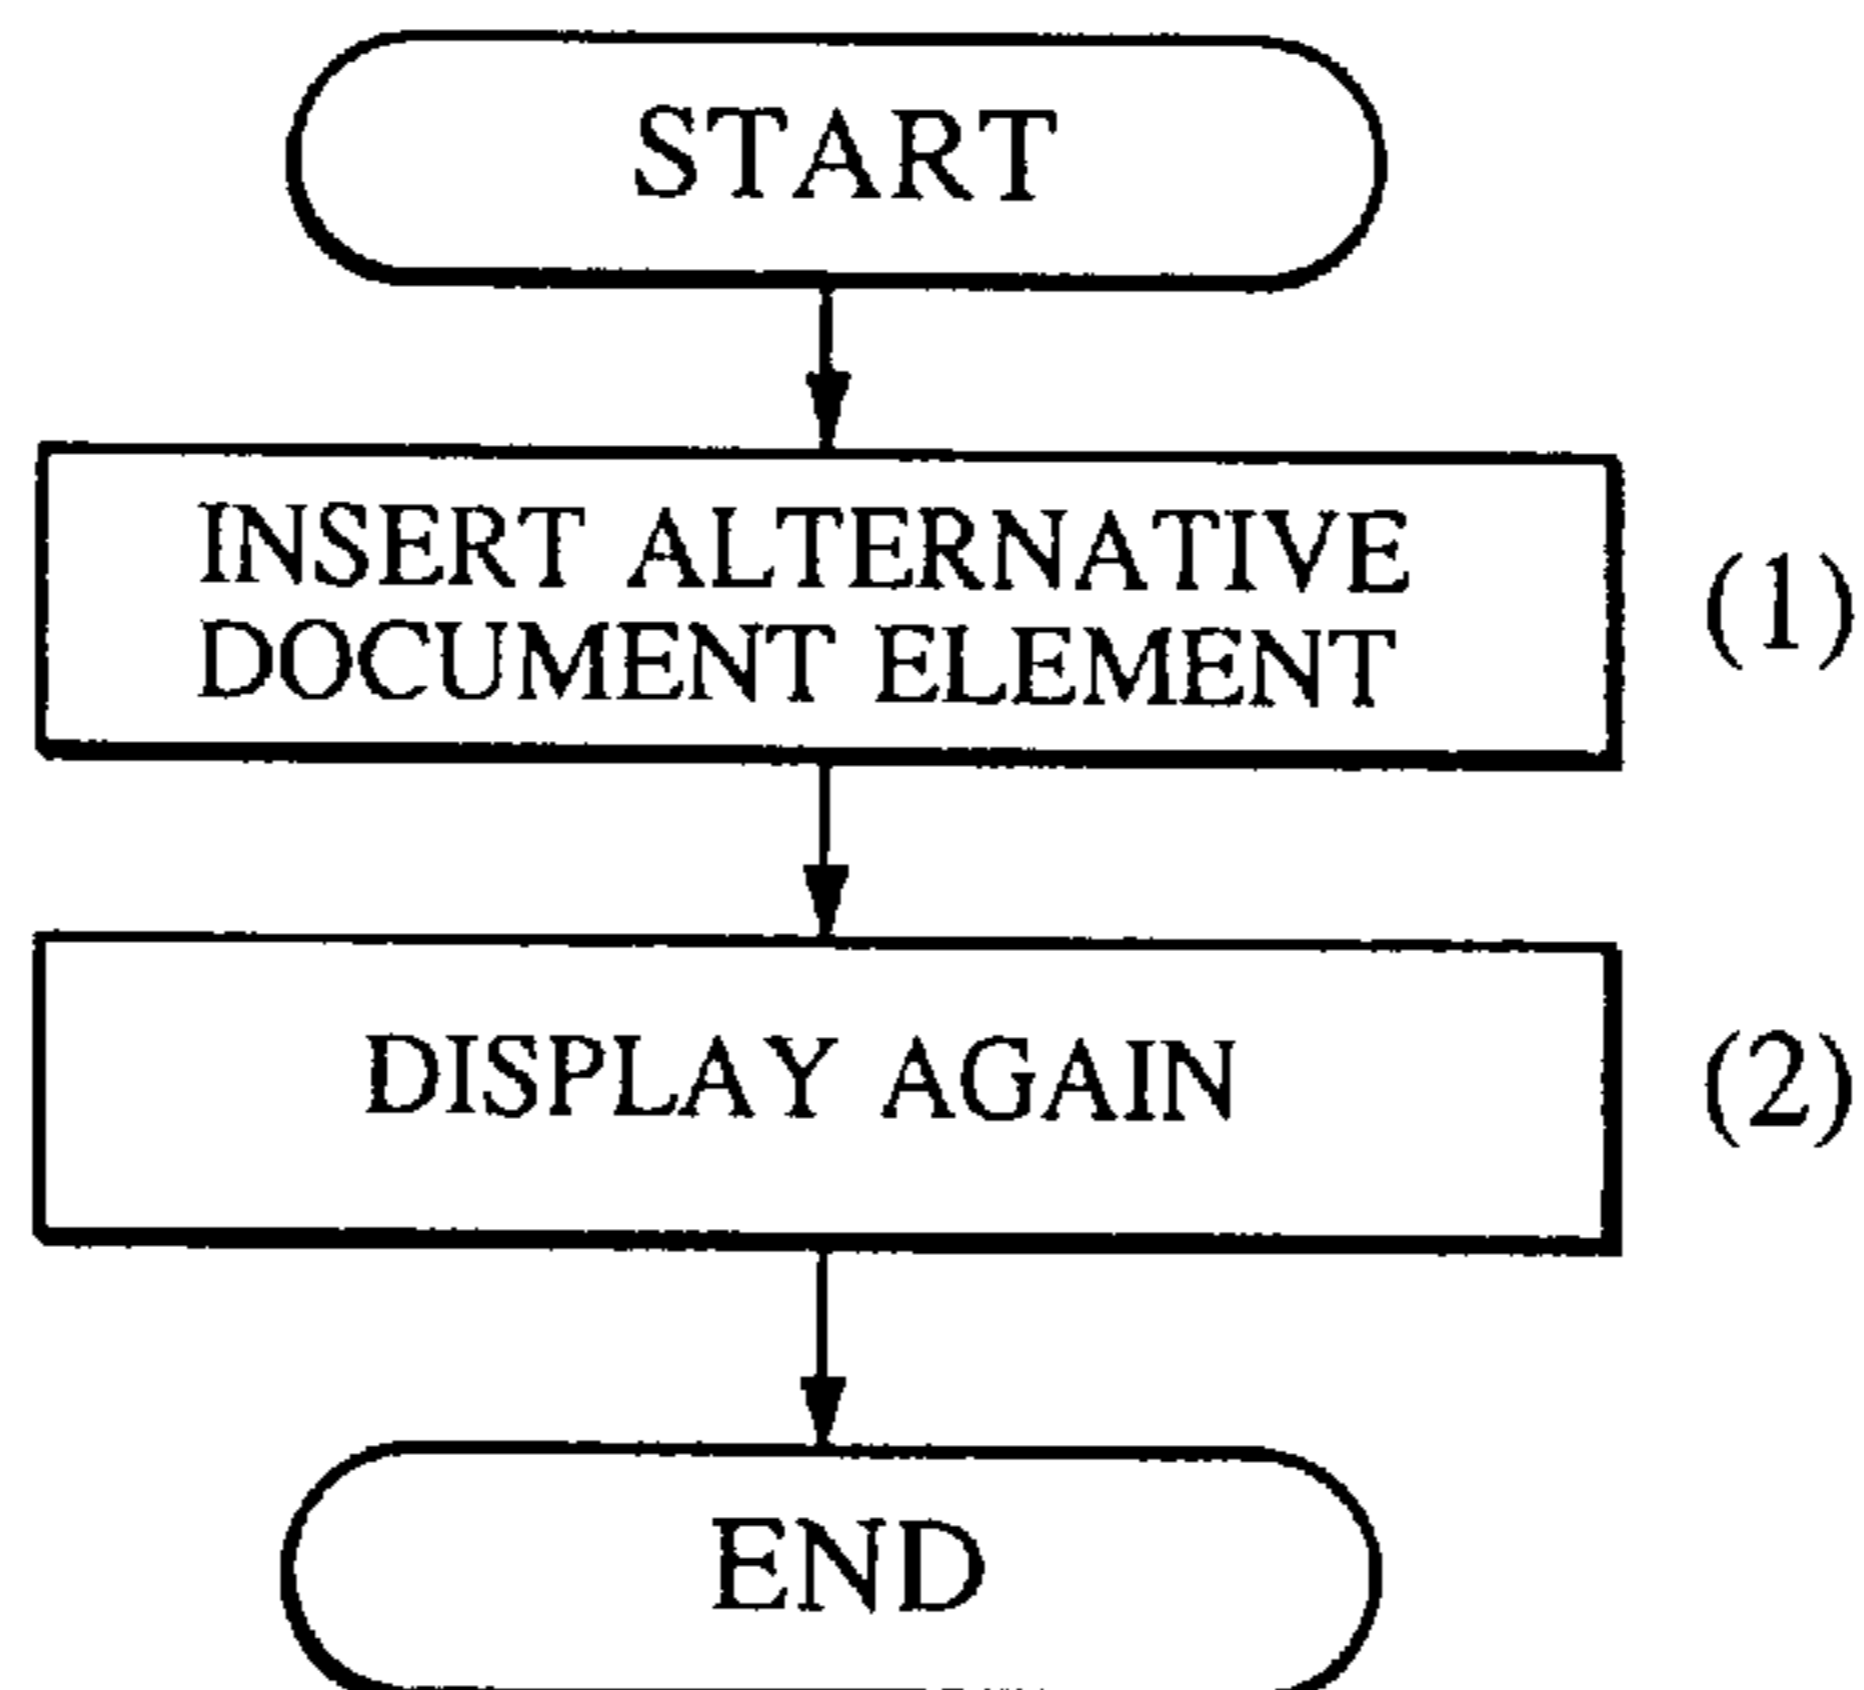 START
INSERT ALTERNATIVE
DOCUMENT ELEMENT
(1)
DISPLAY AGAIN
(2)
END